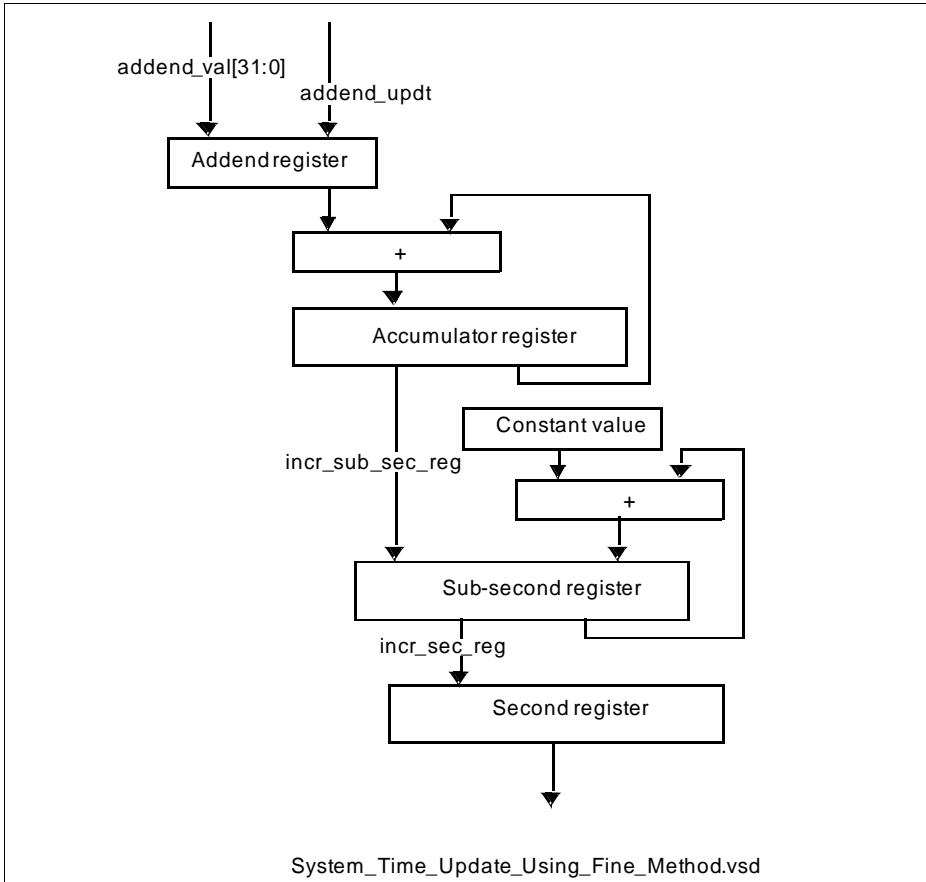 addend_val[31:0]
addend_updt
Addend register
+
Accumulator register
Constant value
incr_sub_sec_reg
+
Sub-second register
incr_sec_reg
Second register
System_Time_Update_Using_Fine_Method.vsd